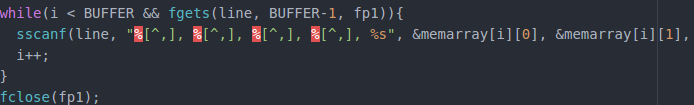 while(i < BUFFER && fgets(line, BUFFER-1, fp1)){
sscanf(line, "%[^,], %[^,], %[^,], %[^,], %s", &memarray[i][0], &memarray[i][1],
i++;
}
fclose(fp1);